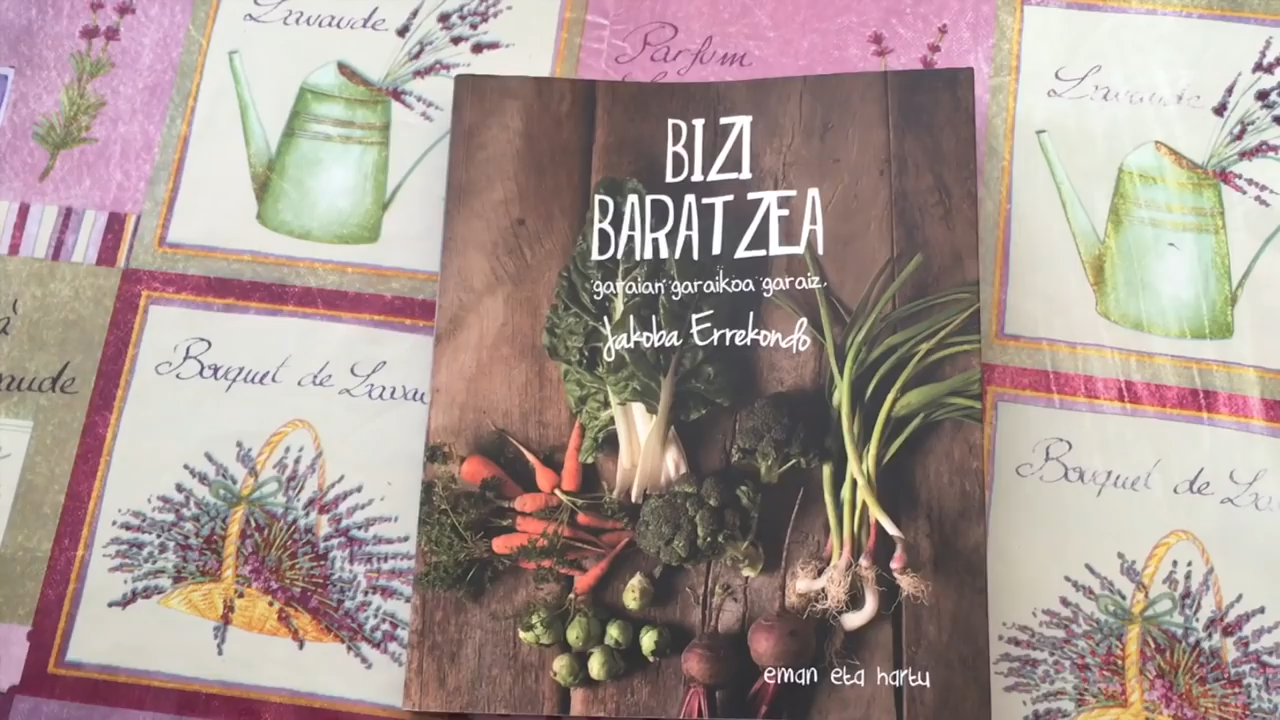 Lavande
Parfum
Lavande
BIZI
BARATZEA
garaian garaikoa garaiz,
Jakoba Errekondo
à
Bouquet de Lavan
Bouquet de La
eman eta hartu